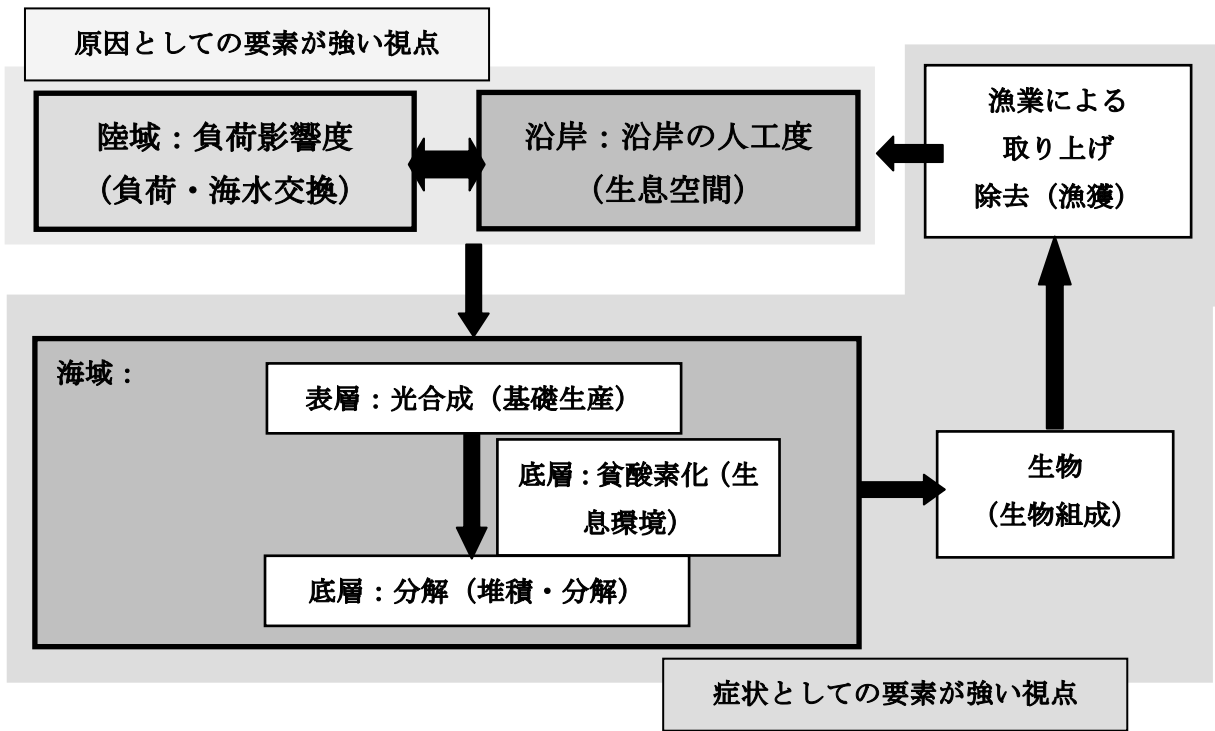 原因としての要素が強い視点
陸域：負荷影響度
（負荷・海水交換）
沿岸：沿岸の人工度
（生息空間）
漁業による
取り上げ
除去（漁獲）
海域：
表層：光合成（基礎生産）
底層：貧酸素化（生
息環境）
底層：分解（堆積・分解）
生物
（生物組成）
症状としての要素が強い視点